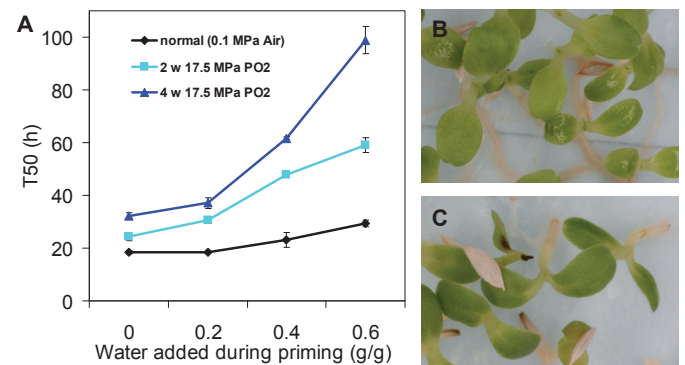 A
100
80
60
40
20
0
T50 (h)
normal (0.1 MPa Air)
2 w 17.5 MPa PO2
4 w 17.5 MPa PO2
0 0.2 0.4 0.6
Water added during priming (g/g)
B
C